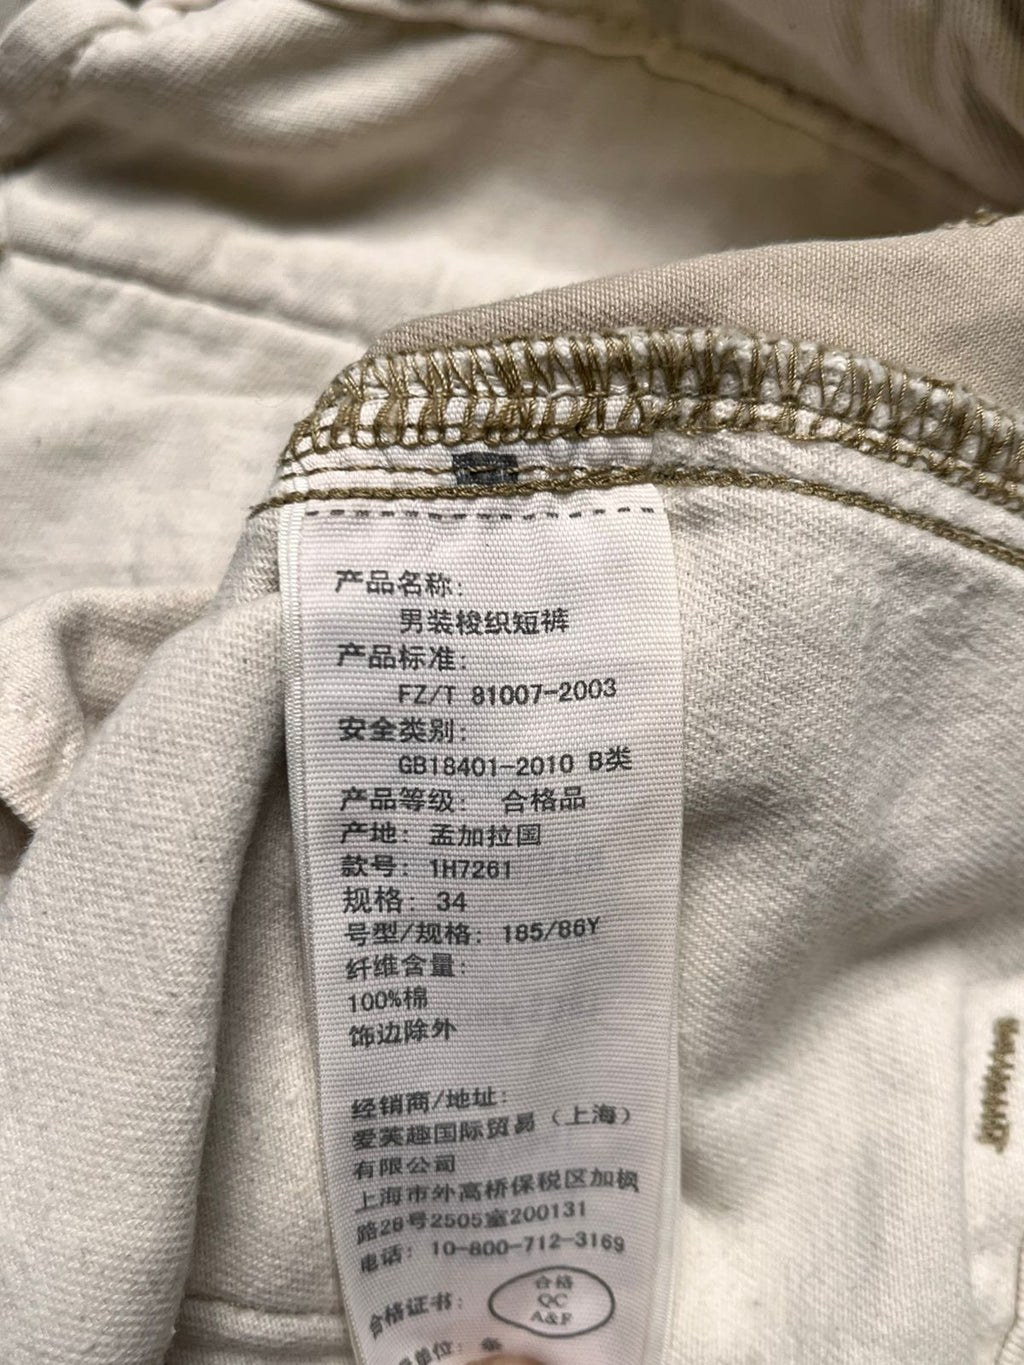 产品名称:
男装梭织短裤
产品标准:
FZ/T 81007-2003
安全类别:
GB18401-2010 B类
产品等级: 合格品
产地: 孟加拉国
款号: 1H7261
规格: 34
号型/规格: 185/86Y
纤维含量:
100%棉
饰边除外
经销商/地址:
爱芙趣国际贸易（上海）
有限公司
上海市外高桥保税区加枫
路28号2505室200131
电话: 10-800-712-3169
合格证书:
合格
QC
A&F
单位: 条